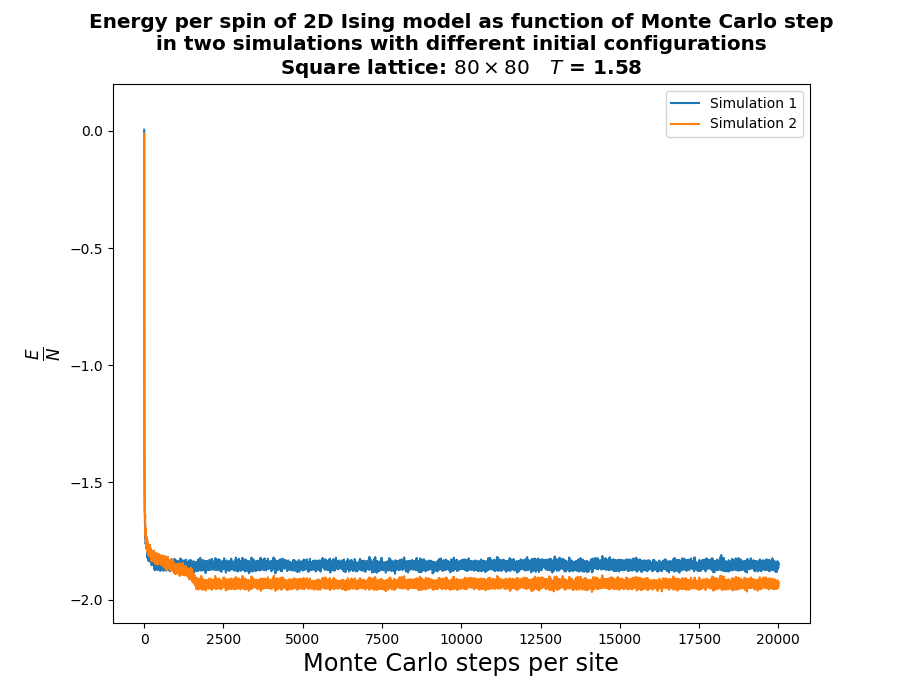 Energy per spin of 2D Ising model as function of Monte Carlo step
in two simulations with different initial configurations
Square lattice: 80 × 80 T = 1.58
Simulation 1
Simulation 2
0.0
−0.5
−1.0
−1.5
−2.0
E
N
0 2500 5000 7500 10000 12500 15000 17500 20000
Monte Carlo steps per site